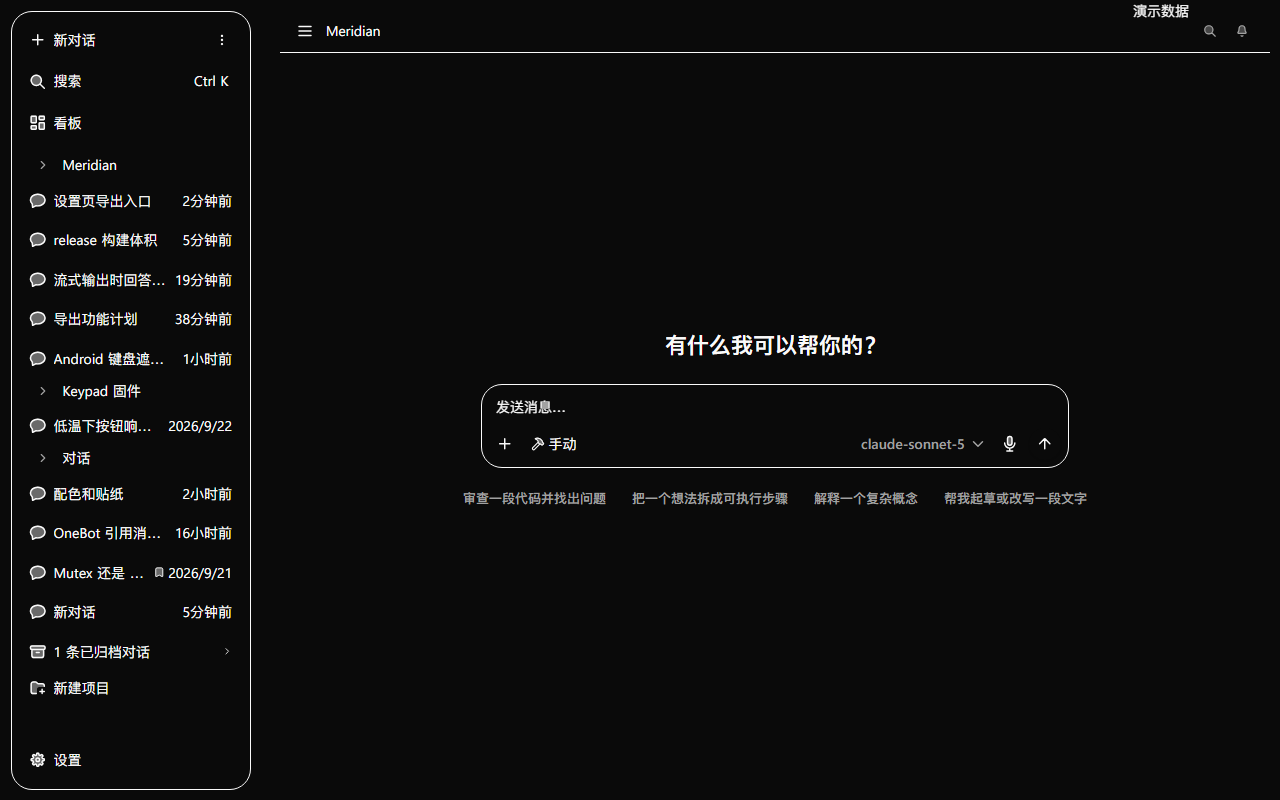 新对话
搜索 Ctrl K
看板
Meridian
设置页导出入口 2分钟前
release 构建体积 5分钟前
流式输出时回答… 19分钟前
导出功能计划 38分钟前
Android 键盘遮… 1小时前
Keypad 固件
低温下按钮响… 2026/9/22
对话
配色和贴纸 2小时前
OneBot 引用消… 16小时前
Mutex 还是 … 2026/9/21
新对话 5分钟前
1 条已归档对话
新建项目
设置
Meridian
演示数据
有什么我可以帮你的？
发送消息…
手动 claude-sonnet-5
审查一段代码并找出问题 把一个想法拆成可执行步骤 解释一个复杂概念 帮我起草或改写一段文字